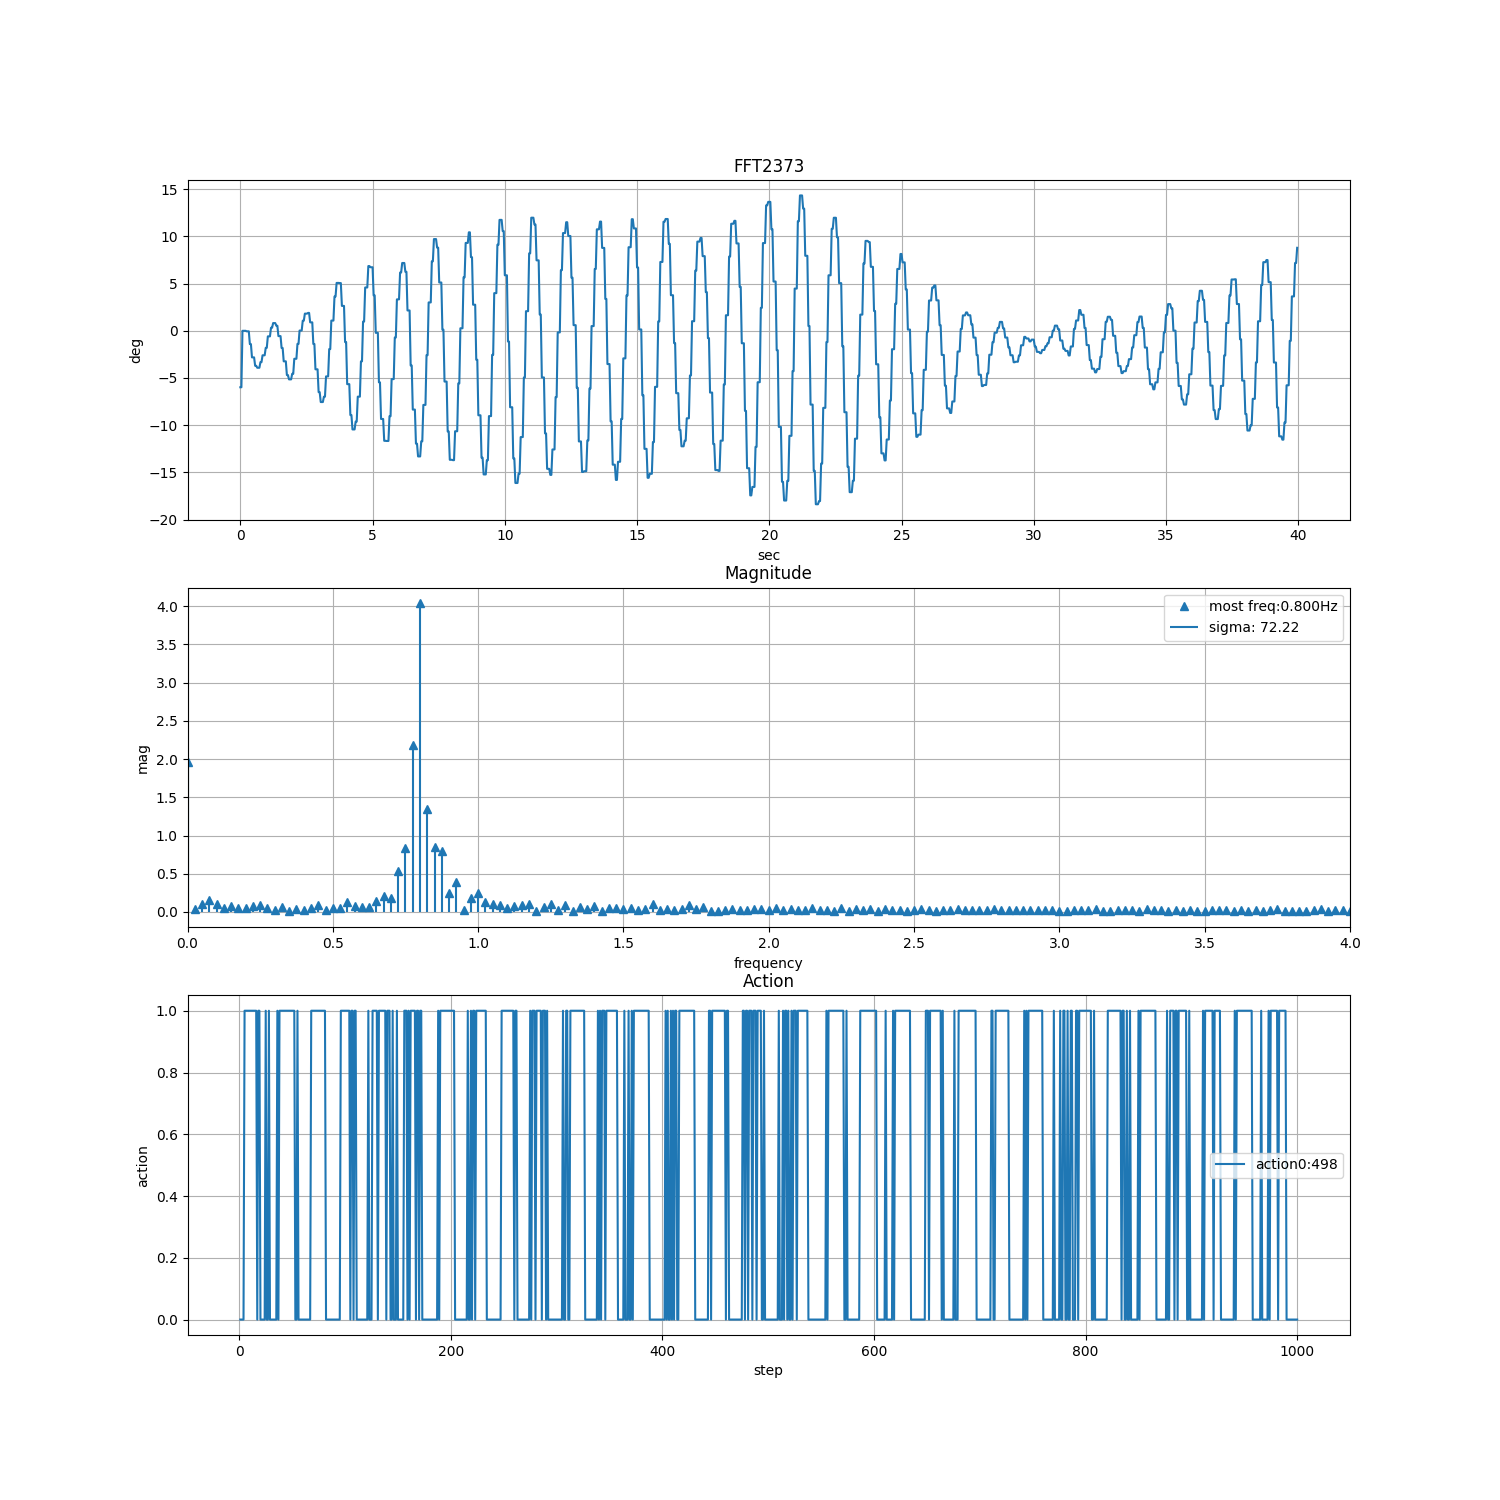 FFT2373
15
10
5
0
−5
−10
−15
−20
deg
0 5 10 15 20 25 30 35 40
sec
Magnitude
4.0
3.5
3.0
2.5
2.0
1.5
1.0
0.5
0.0
mag
most freq:0.800Hz
sigma: 72.22
0.0 0.5 1.0 1.5 2.0 2.5 3.0 3.5 4.0
frequency
Action
1.0
0.8
0.6
0.4
0.2
0.0
action
action0:498
0 200 400 600 800 1000
step